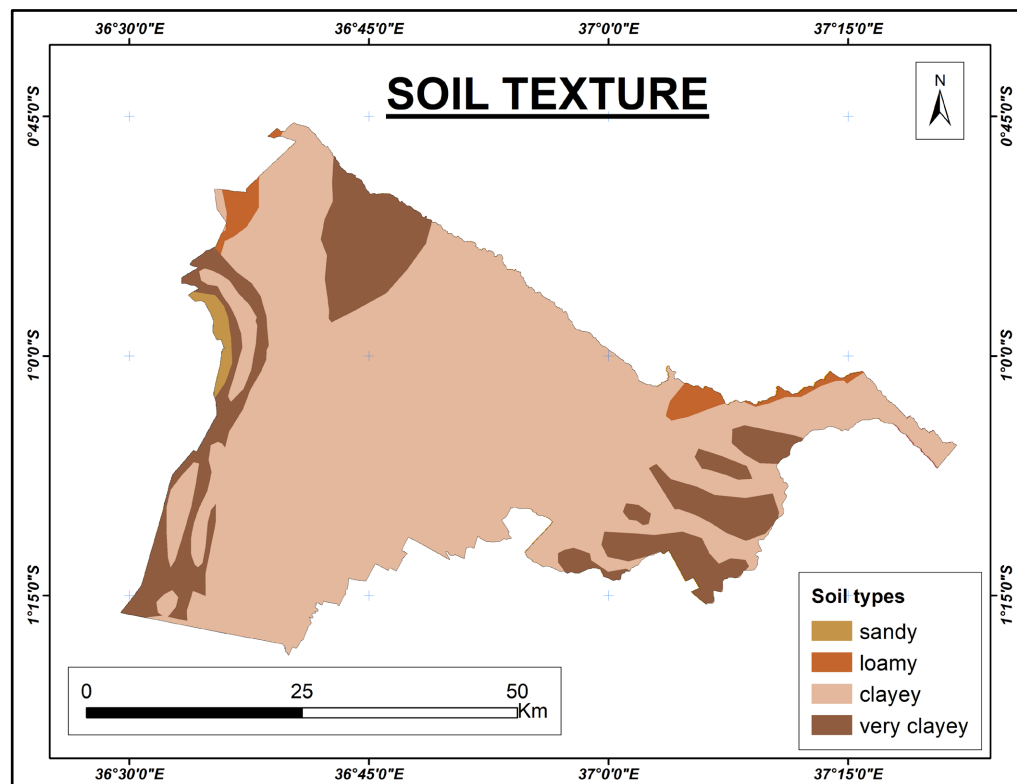 36°30'0"E 36°45'0"E 37°0'0"E 37°15'0"E
SOIL TEXTURE
N
0°45'0"S 0°45'0"S
1°0'0"S 1°0'0"S
1°15'0"S 1°15'0"S
Soil types
sandy
loamy
clayey
very clayey
0 25 50
Km
36°30'0"E 36°45'0"E 37°0'0"E 37°15'0"E